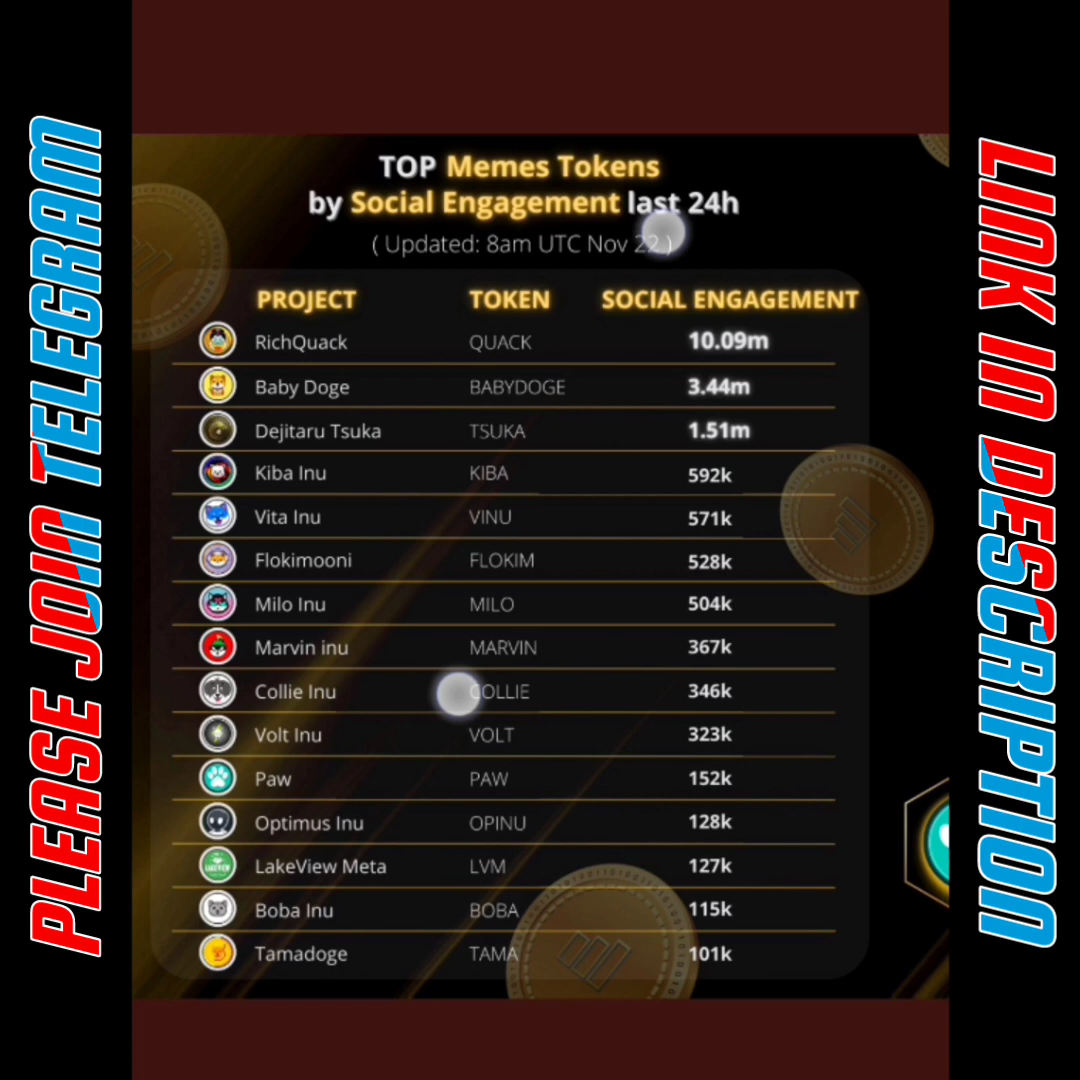 PLEASE JOIN TELEGRAM
TOP Memes Tokens
by Social Engagement last 24h
( Updated: 8am UTC Nov 22 )
PROJECT TOKEN SOCIAL ENGAGEMENT
RichQuack QUACK 10.09m
Baby Doge BABYDOGE 3.44m
Dejitaru Tsuka TSUKA 1.51m
Kiba Inu KIBA 592k
Vita Inu VINU 571k
Flokimooni FLOKIM 528k
Milo Inu MILO 504k
Marvin inu MARVIN 367k
Collie Inu COLLIE 346k
Volt Inu VOLT 323k
Paw PAW 152k
Optimus Inu OPINU 128k
LakeView Meta LVM 127k
Boba Inu BOBA 115k
Tamadoge TAMA 101k
LINK IN DESCRIPTION